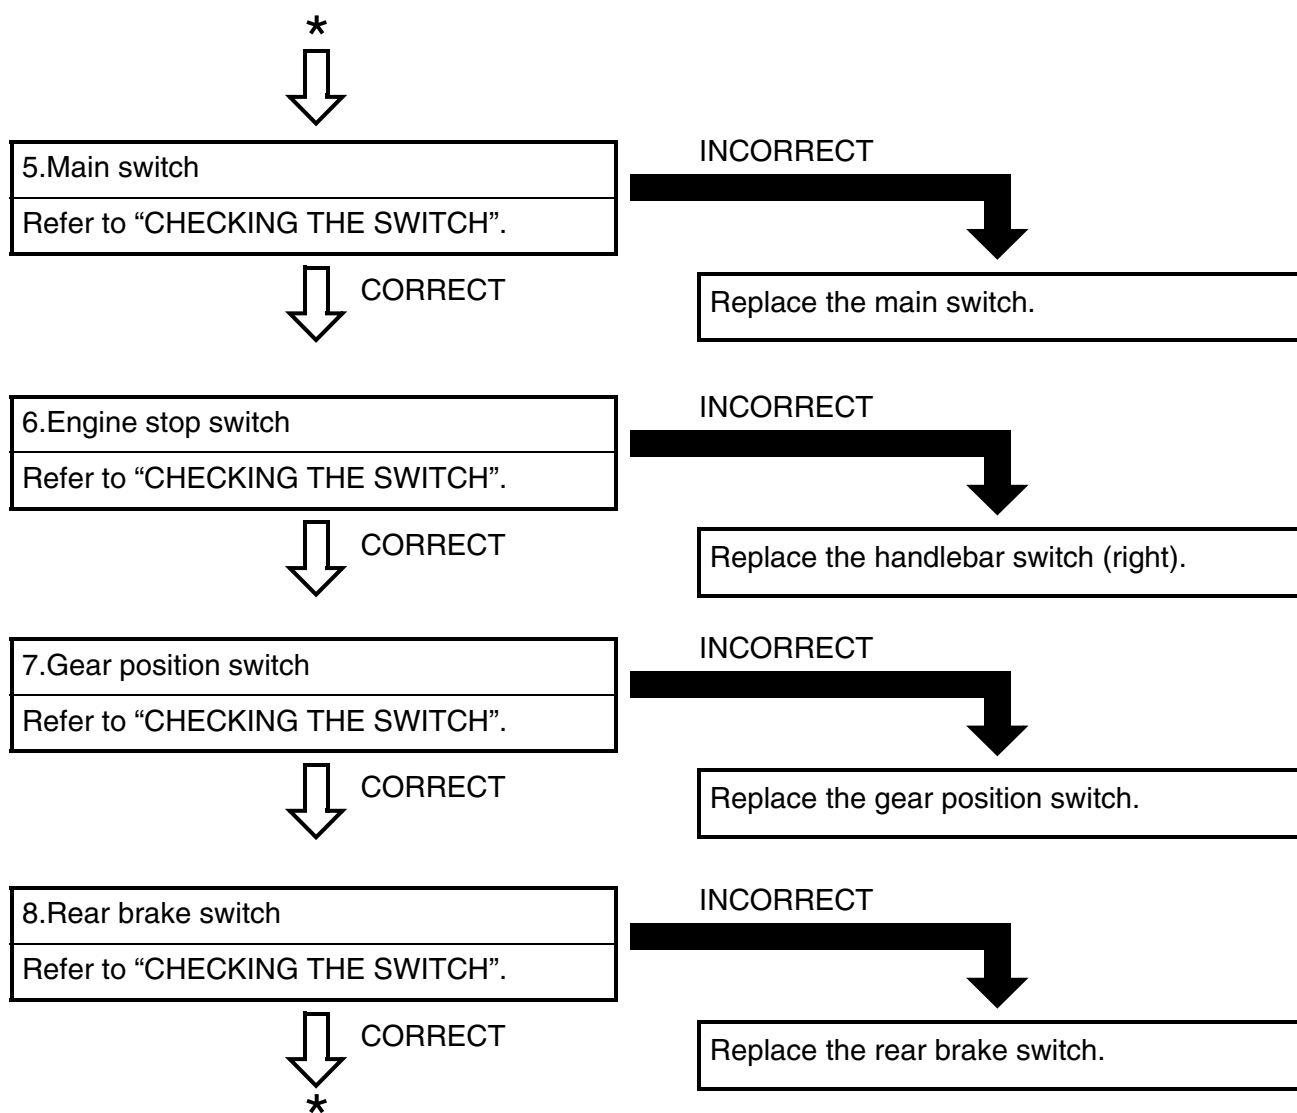 *
5.Main switch
INCORRECT
Refer to “CHECKING THE SWITCH”.
CORRECT
Replace the main switch.
6.Engine stop switch
INCORRECT
Refer to “CHECKING THE SWITCH”.
CORRECT
Replace the handlebar switch (right).
7.Gear position switch
INCORRECT
Refer to “CHECKING THE SWITCH”.
CORRECT
Replace the gear position switch.
8.Rear brake switch
INCORRECT
Refer to “CHECKING THE SWITCH”.
CORRECT
Replace the rear brake switch.
*